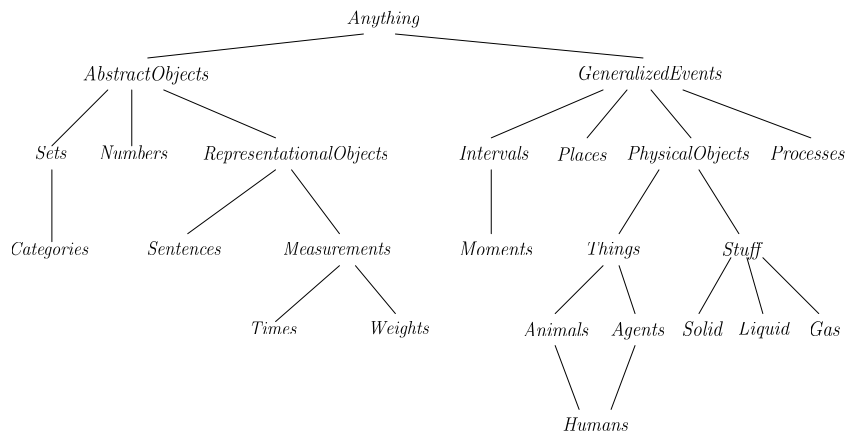 Anything
AbstractObjects GeneralizedEvents
Sets Numbers RepresentationalObjects Intervals Places PhysicalObjects Processes
Categories Sentences Measurements Moments Things Stuff
Times Weights Animals Agents Solid Liquid Gas
Humans